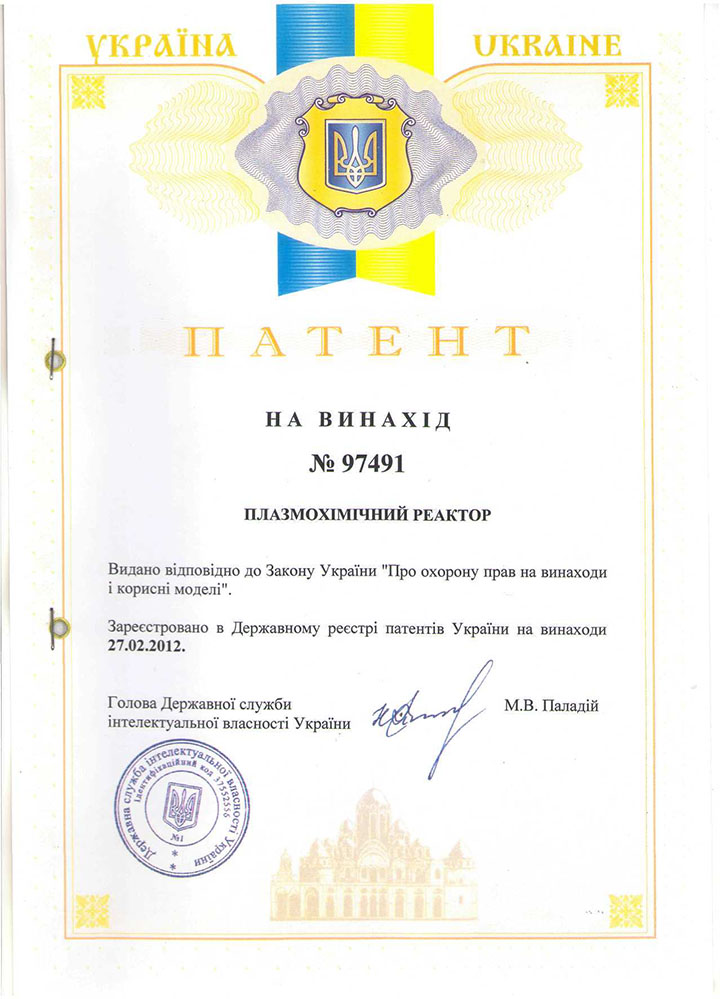 УКРАЇНА
UKRAINE
ПАТЕНТ
НА ВИНАХІД
№ 97491
ПЛАЗМОХІМІЧНИЙ РЕАКТОР
Видано відповідно до Закону України "Про охорону прав на винаходи
і корисні моделі".
Зареєстровано в Державному реєстрі патентів України на винаходи
27.02.2012.
Голова Державної служби
інтелектуальної власності України
М.В. Паладій
Державна служба інтелектуальної власності України
ідентифікаційний код 37552556
№1